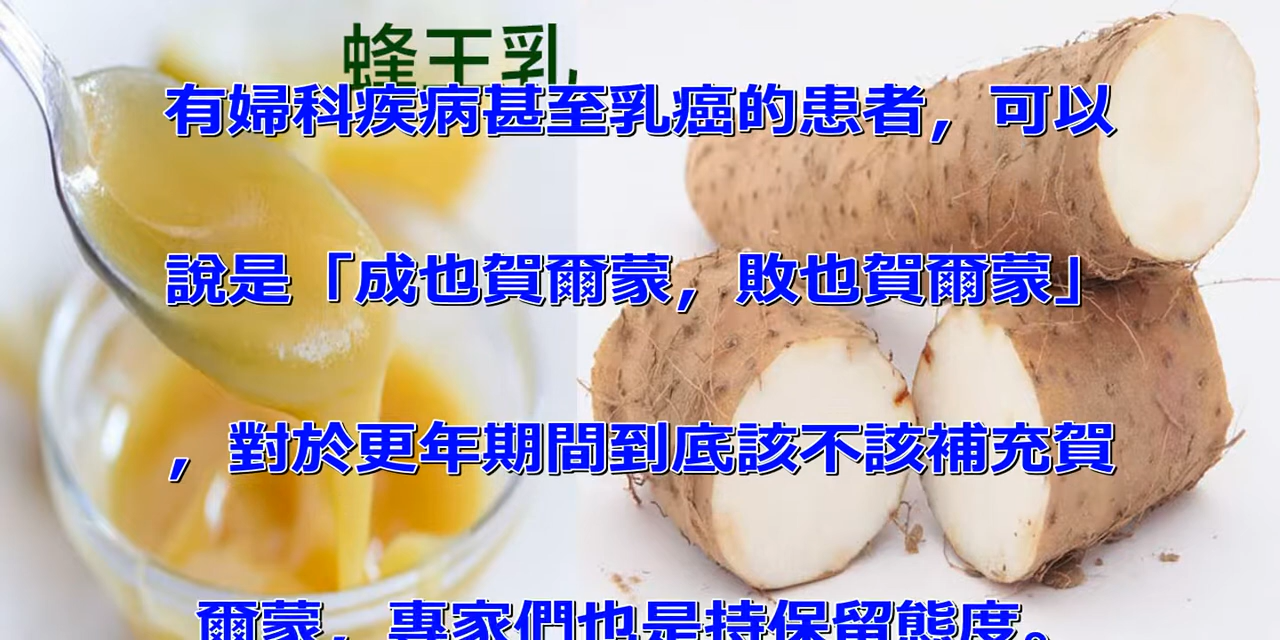 蜂王乳
有婦科疾病甚至乳癌的患者，可以
說是「成也賀爾蒙，敗也賀爾蒙」
，對於更年期間到底該不該補充賀
爾蒙，專家們也是持保留態度。